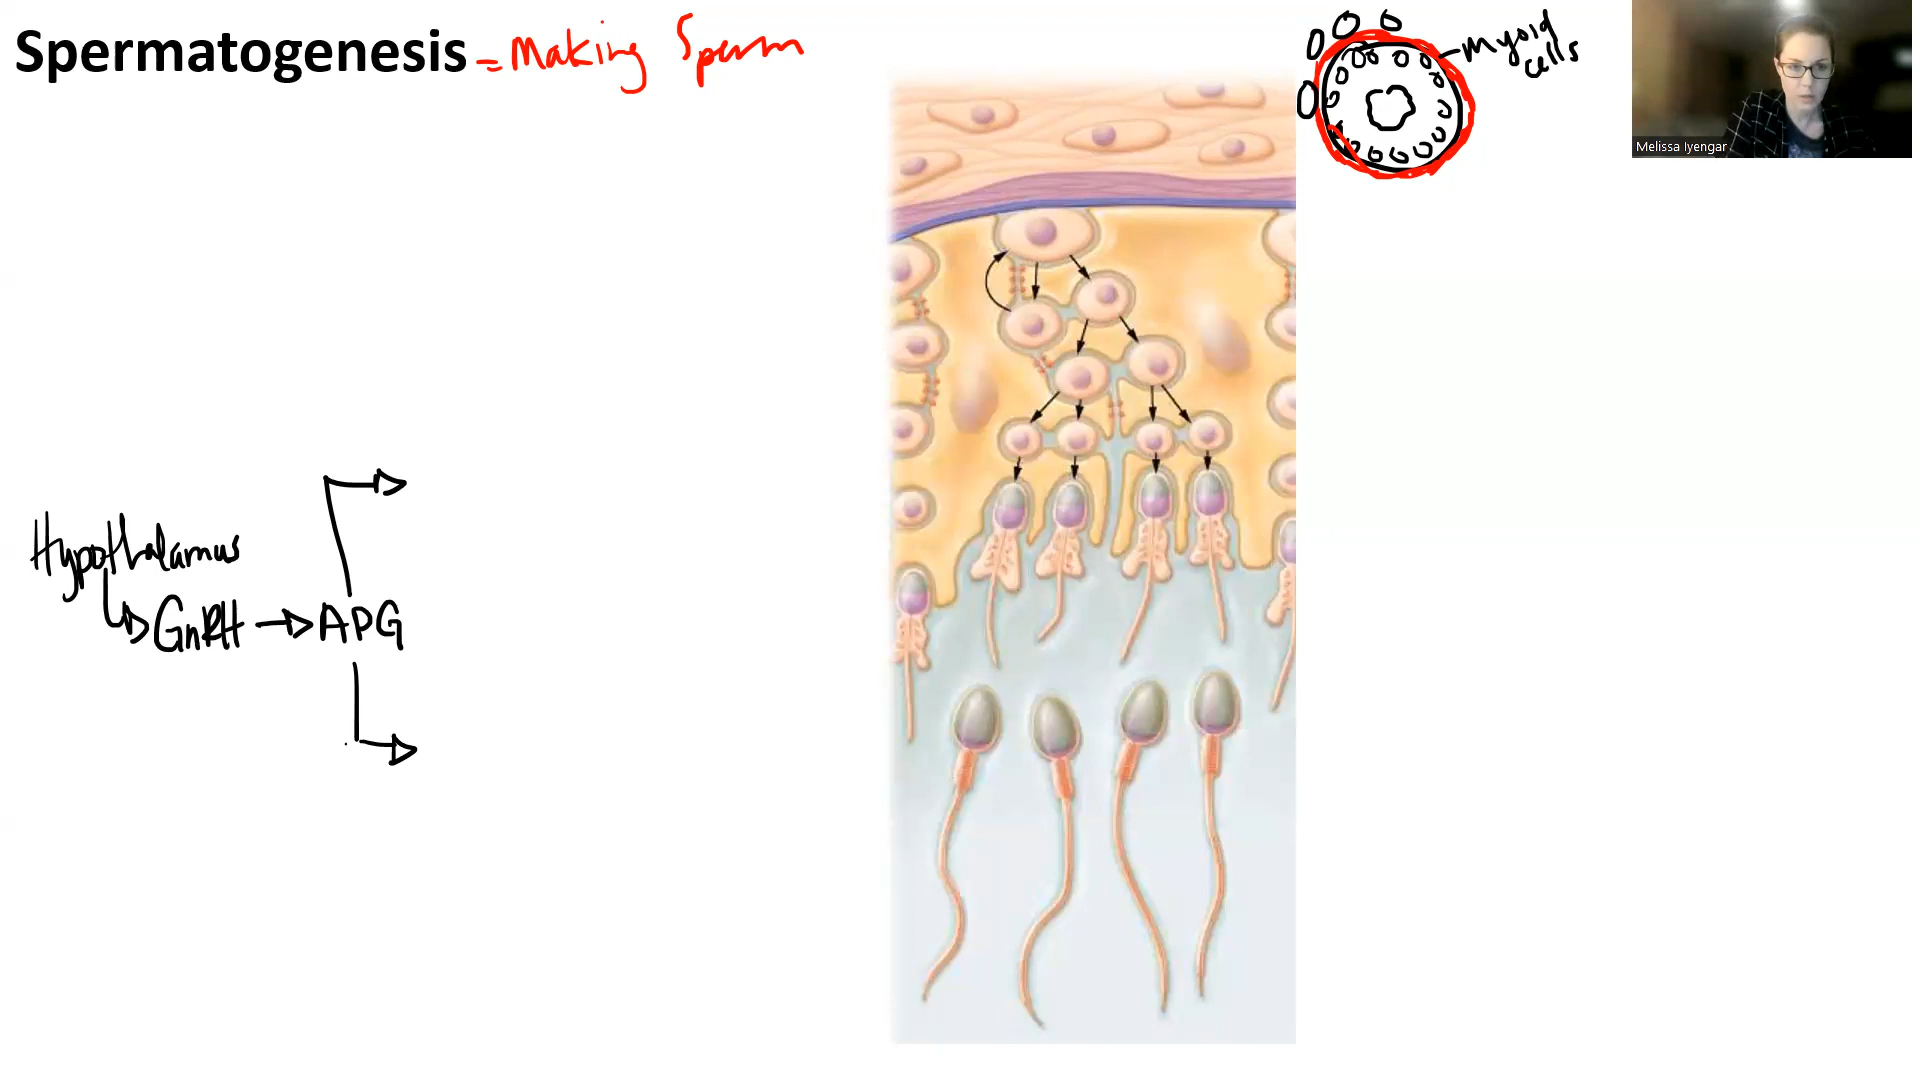 Spermatogenesis = Making Sperm
Myoid
cells
Melissa Iyengar
Hypothalamus
GnRH
APG